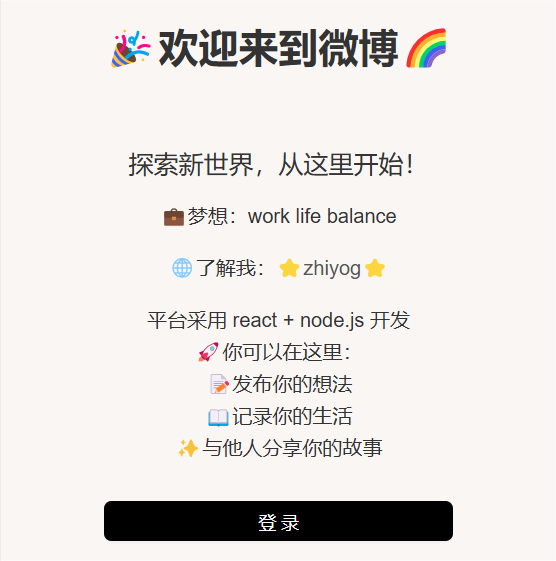 🎉 欢迎来到微博 🌈
探索新世界，从这里开始！
💼 梦想：work life balance
🌐 了解我：⭐ zhiyog ⭐
平台采用 react + node.js 开发
🚀 你可以在这里：
📝 发布你的想法
📖 记录你的生活
✨ 与他人分享你的故事
登 录